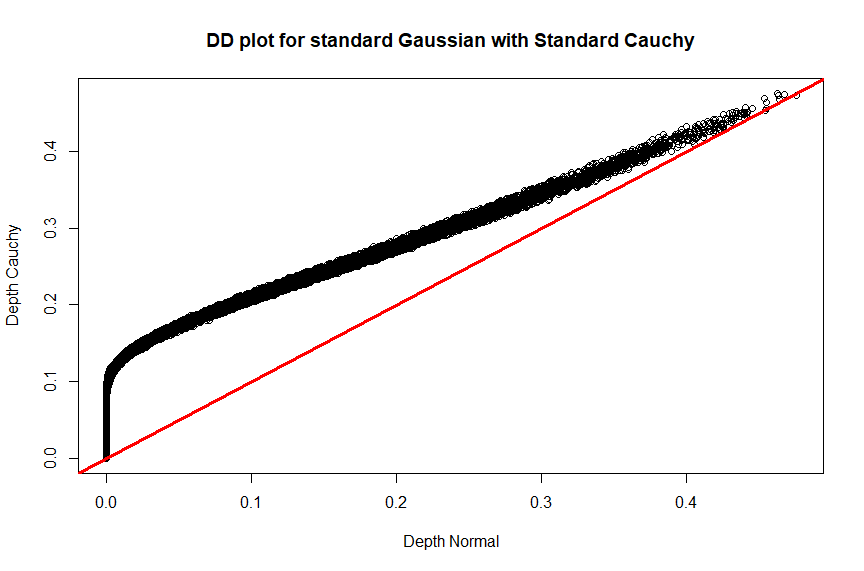 DD plot for standard Gaussian with Standard Cauchy
Depth Cauchy
0.4
0.3
0.2
0.1
0.0
0.0 0.1 0.2 0.3 0.4
Depth Normal